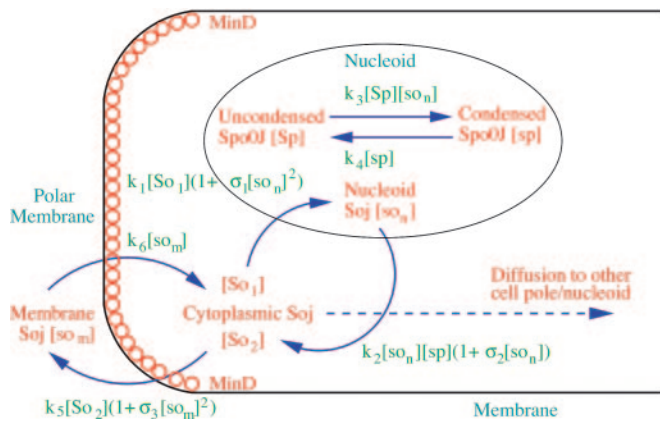 MinD
Nucleoid
k₃[Sp][soₙ]
Uncondensed
Spo0J [Sp]
Condensed
Spo0J [sp]
k₄[sp]
k₁[So₁](1+ σ₁[soₙ]²)
Nucleoid
Soj [soₙ]
Polar
Membrane
k₆[soₘ]
[So₁]
Cytoplasmic Soj
[So₂]
Diffusion to other
cell pole/nucleoid
Membrane
Soj [soₘ]
k₂[soₙ][sp](1+ σ₂[soₙ])
MinD
k₅[So₂](1+ σ₃[soₘ]²)
Membrane